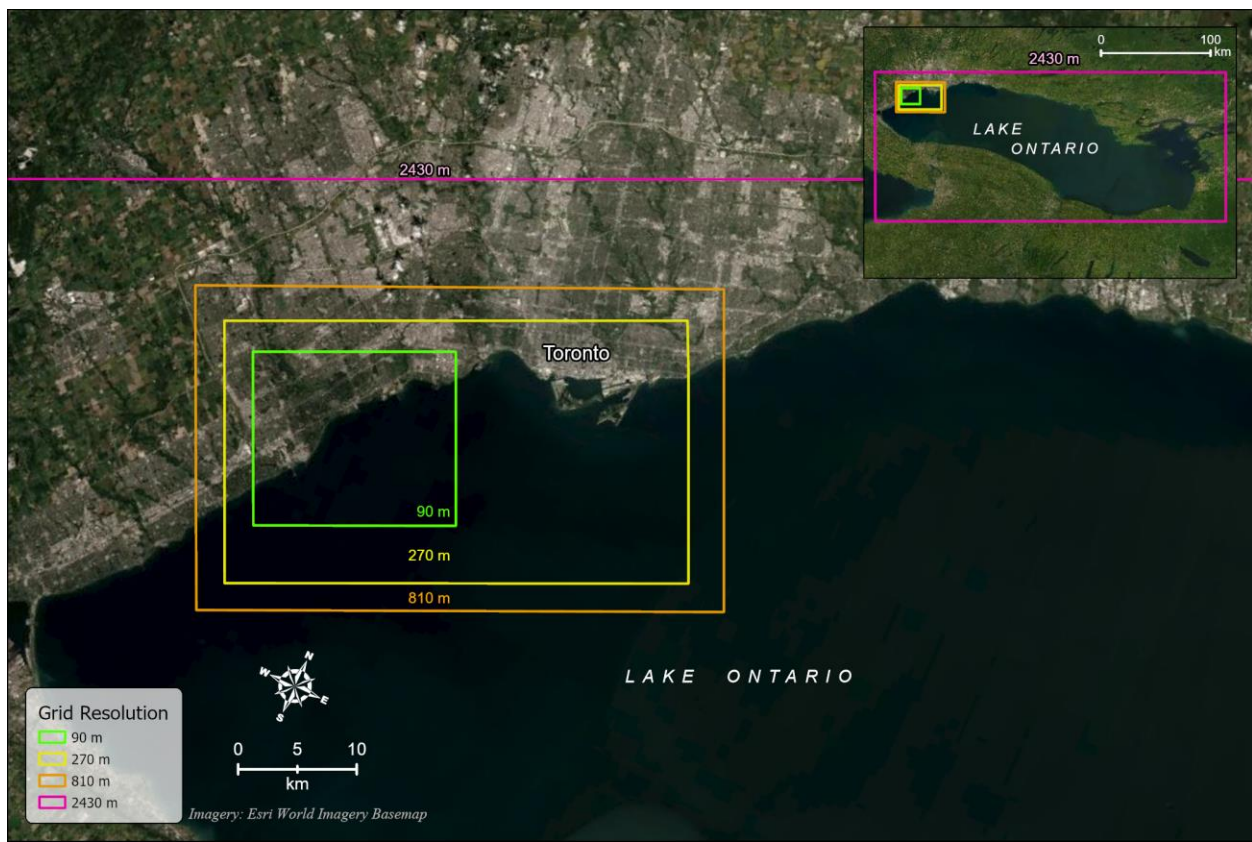 0 100
km
2430 m
LAKE
ONTARIO
2430 m
Toronto
90 m
270 m
810 m
N
W
E
S
LAKE ONTARIO
Grid Resolution
90 m
270 m
810 m
2430 m
0 5 10
km
Imagery: Esri World Imagery Basemap